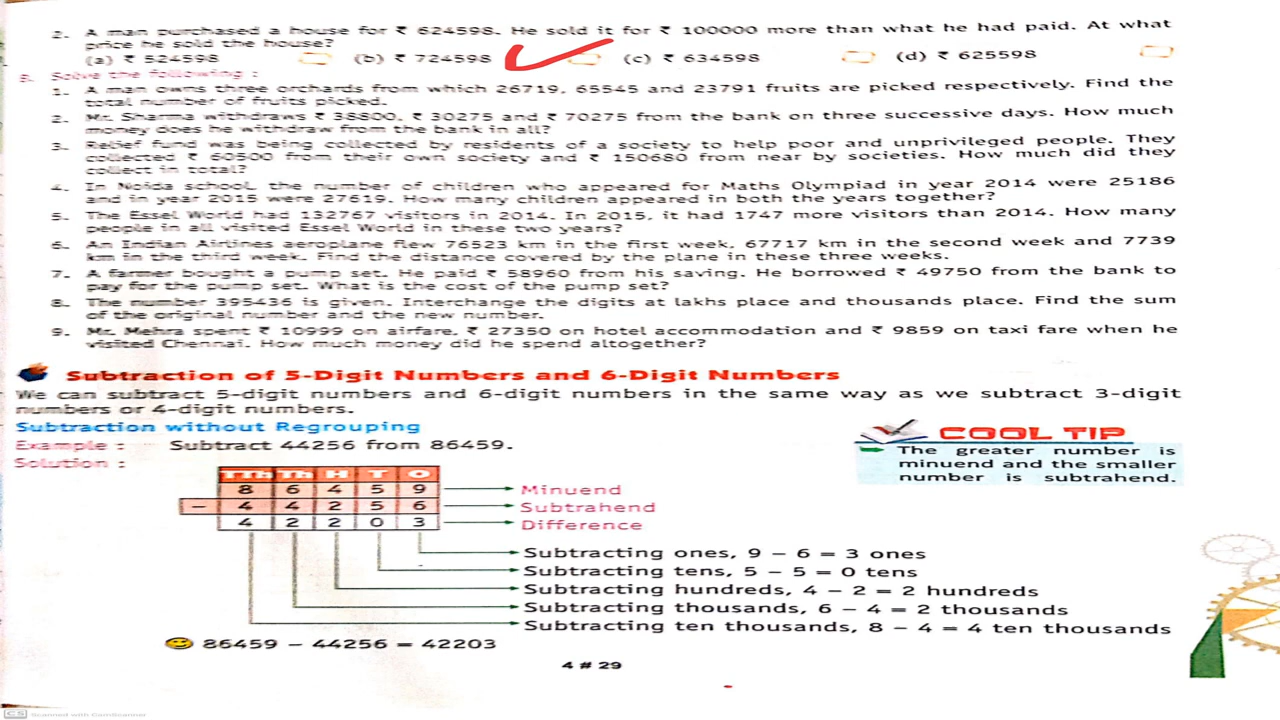 2. A man purchased a house for ₹ 624598. He sold it for ₹ 100000 more than what he had paid. At what
price he sold the house?
(a) ₹ 524598 (b) ₹ 724598 (c) ₹ 634598 (d) ₹ 625598
Solve the following :
1. A man owns three orchards from which 26719, 65545 and 23791 fruits are picked respectively. Find the
total number of fruits picked.
2. Mr. Sharma withdraws ₹ 38800, ₹ 30275 and ₹ 70275 from the bank on three successive days. How much
money does he withdraw from the bank in all?
3. Relief fund was being collected by residents of a society to help poor and unprivileged people. They
collected ₹ 60500 from their own society and ₹ 150680 from near by societies. How much did they
collect in total?
4. In Noida school, the number of children who appeared for Maths Olympiad in year 2014 were 25186
and in year 2015 were 27619. How many children appeared in both the years together?
5. The Essel World had 132767 visitors in 2014. In 2015, it had 1747 more visitors than 2014. How many
people in all visited Essel World in these two years?
6. An Indian Airlines aeroplane flew 76523 km in the first week, 67717 km in the second week and 7739
km in the third week. Find the distance covered by the plane in these three weeks.
7. A farmer bought a pump set. He paid ₹ 58960 from his saving. He borrowed ₹ 49750 from the bank to
pay for the pump set. What is the cost of the pump set?
8. The number 395436 is given. Interchange the digits at lakhs place and thousands place. Find the sum
of the original number and the new number.
9. Mr. Mehra spent ₹ 10999 on airfare, ₹ 27350 on hotel accommodation and ₹ 9859 on taxi fare when he
visited Chennai. How much money did he spend altogether?
Subtraction of 5-Digit Numbers and 6-Digit Numbers
We can subtract 5-digit numbers and 6-digit numbers in the same way as we subtract 3-digit
numbers or 4-digit numbers.
Subtraction without Regrouping
Example : Subtract 44256 from 86459.
Solution :
COOL TIP
The greater number is
minuend and the smaller
number is subtrahend.
TTh Th H T O
8 6 4 5 9 Minuend
– 4 4 2 5 6 Subtrahend
4 2 2 0 3 Difference
Subtracting ones, 9 – 6 = 3 ones
Subtracting tens, 5 – 5 = 0 tens
Subtracting hundreds, 4 – 2 = 2 hundreds
Subtracting thousands, 6 – 4 = 2 thousands
Subtracting ten thousands, 8 – 4 = 4 ten thousands
86459 – 44256 = 42203
4 # 29
CS Scanned with CamScanner